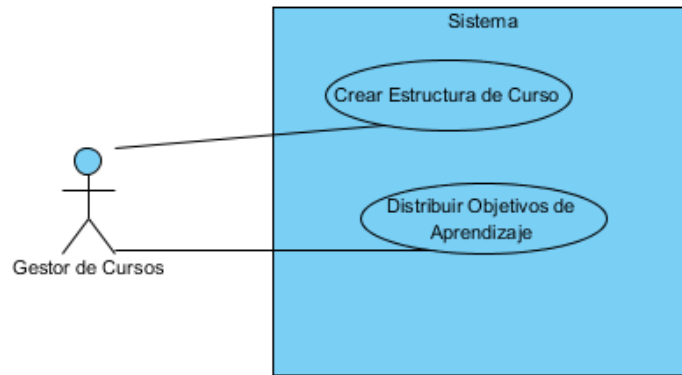 Sistema
Crear Estructura de Curso
Distribuir Objetivos de
Aprendizaje
Gestor de Cursos